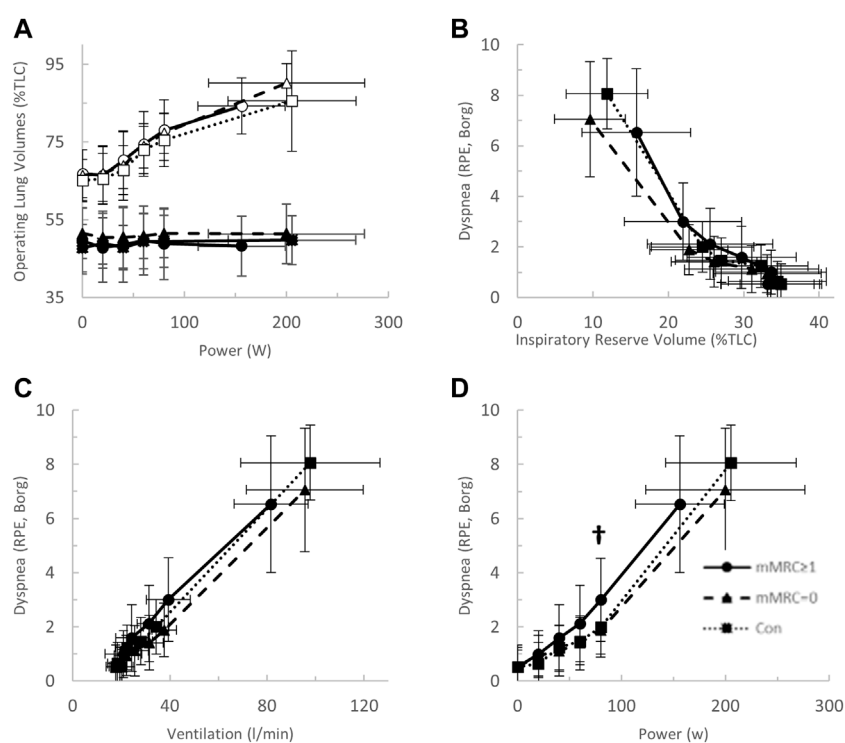 A
Operating Lung Volumes (%TLC)
95
75
55
35
0
100
200
300
Power (W)
B
Dyspnea (RPE, Borg)
10
8
6
4
2
0
0
10
20
30
40
Inspiratory Reserve Volume (%TLC)
C
Dyspnea (RPE, Borg)
10
8
6
4
2
0
0
40
80
120
Ventilation (l/min)
D
Dyspnea (RPE, Borg)
10
8
6
4
2
0
†
mMRC≥1
mMRC=0
Con
0
100
200
300
Power (w)